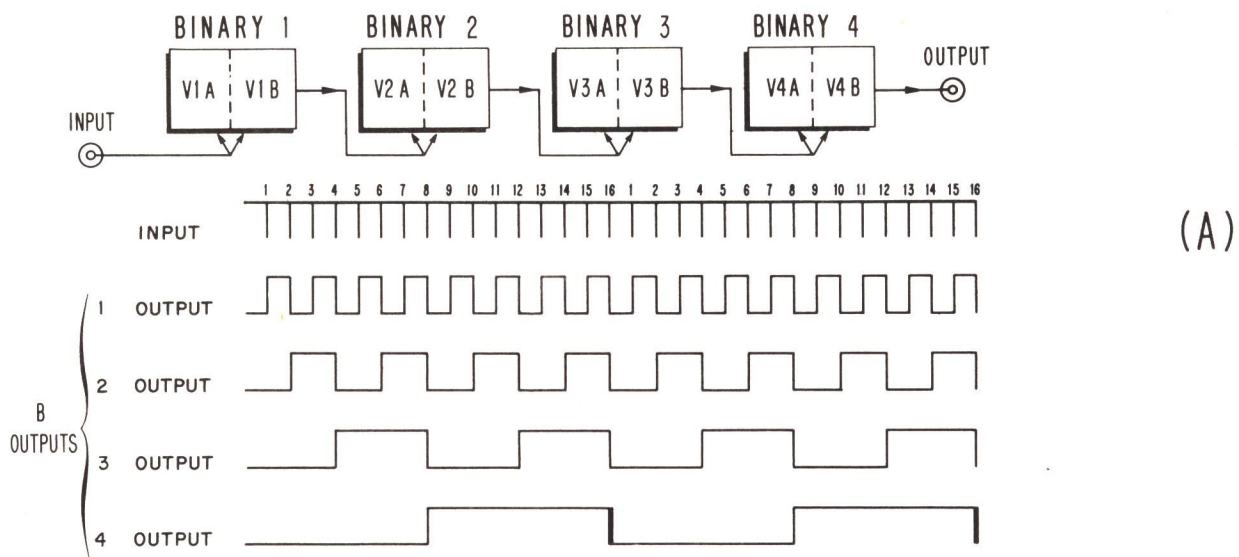 BINARY 1 BINARY 2 BINARY 3 BINARY 4
OUTPUT
V1A V1B V2A V2B V3A V3B V4A V4B
INPUT
1 2 3 4 5 6 7 8 9 10 11 12 13 14 15 16 1 2 3 4 5 6 7 8 9 10 11 12 13 14 15 16
INPUT
(A)
1 OUTPUT
2 OUTPUT
B
OUTPUTS
3 OUTPUT
4 OUTPUT